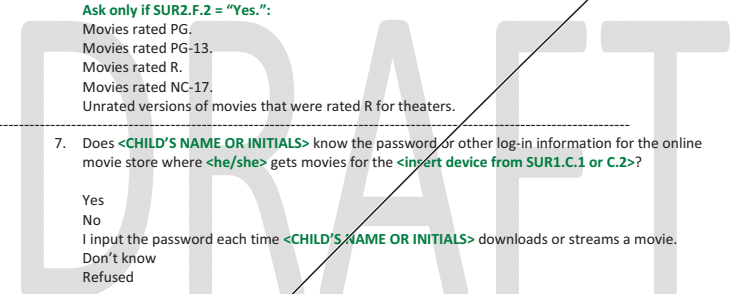 Ask only if SUR2.F.2 = "Yes.":
Movies rated PG.
Movies rated PG-13.
Movies rated R.
Movies rated NC-17.
Unrated versions of movies that were rated R for theaters.
7. Does <CHILD'S NAME OR INITIALS> know the password or other log-in information for the online
movie store where <he/she> gets movies for the <insert device from SUR1.C.1 or C.2>?
Yes
No
I input the password each time <CHILD'S NAME OR INITIALS> downloads or streams a movie.
Don't know
Refused
DRAFT